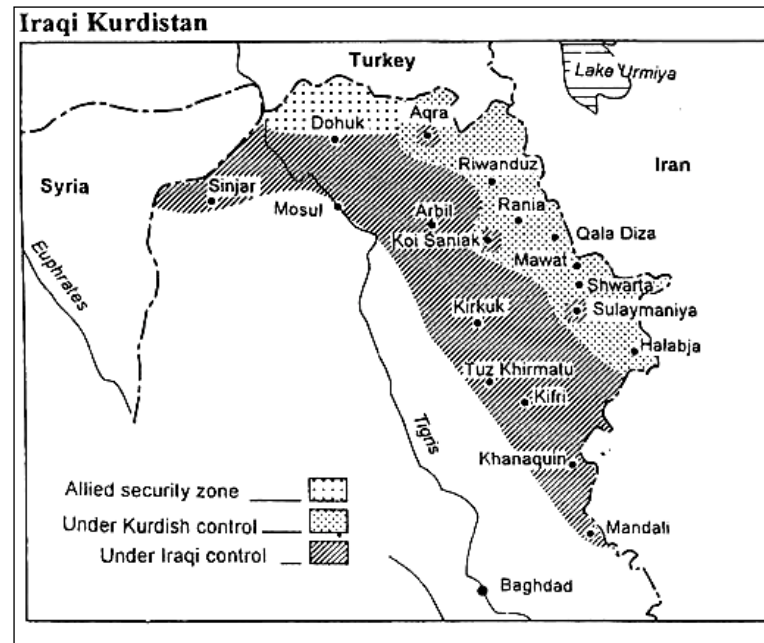 Iraqi Kurdistan
Turkey
Lake Urmiya
Aqra
Dohuk
Iran
Riwanduz
Syria
Sinjar
Rania
Mosul
Arbil
Qala Diza
Koi Saniak
Mawat
Euphrates
Shwarta
Kirkuk
Sulaymaniya
Halabja
Tuz Khirmatu
Kifri
Tigris
Khanaquin
Allied security zone
Under Kurdish control
Mandali
Under Iraqi control
Baghdad